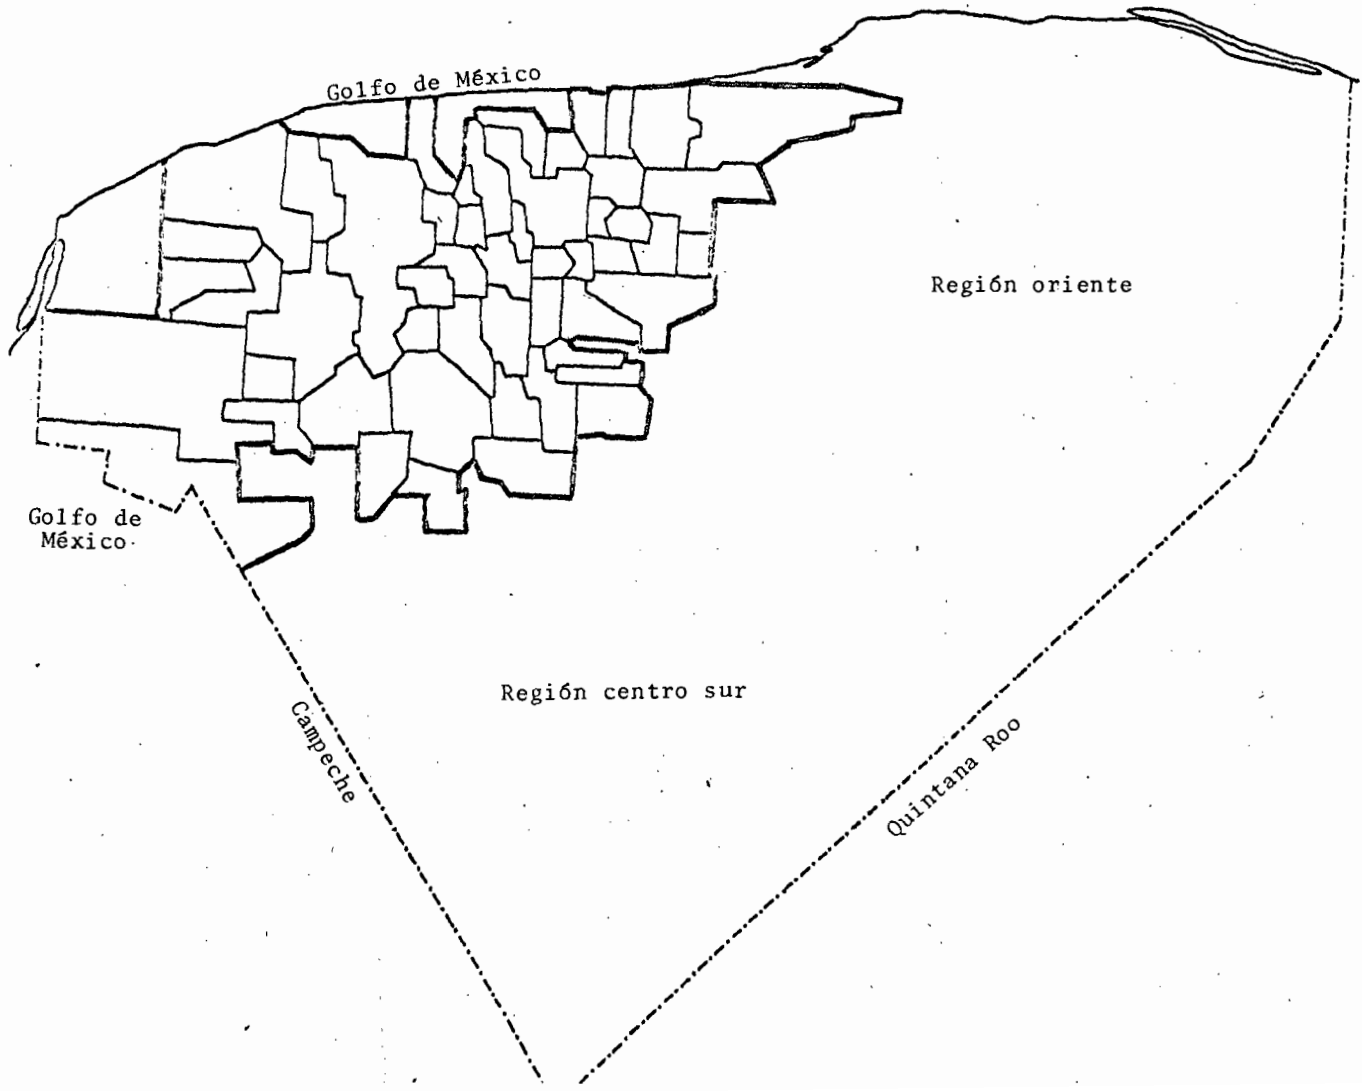 Golfo de México
Región oriente
Golfo de
México
Región centro sur
Campeche
Quintana Roo